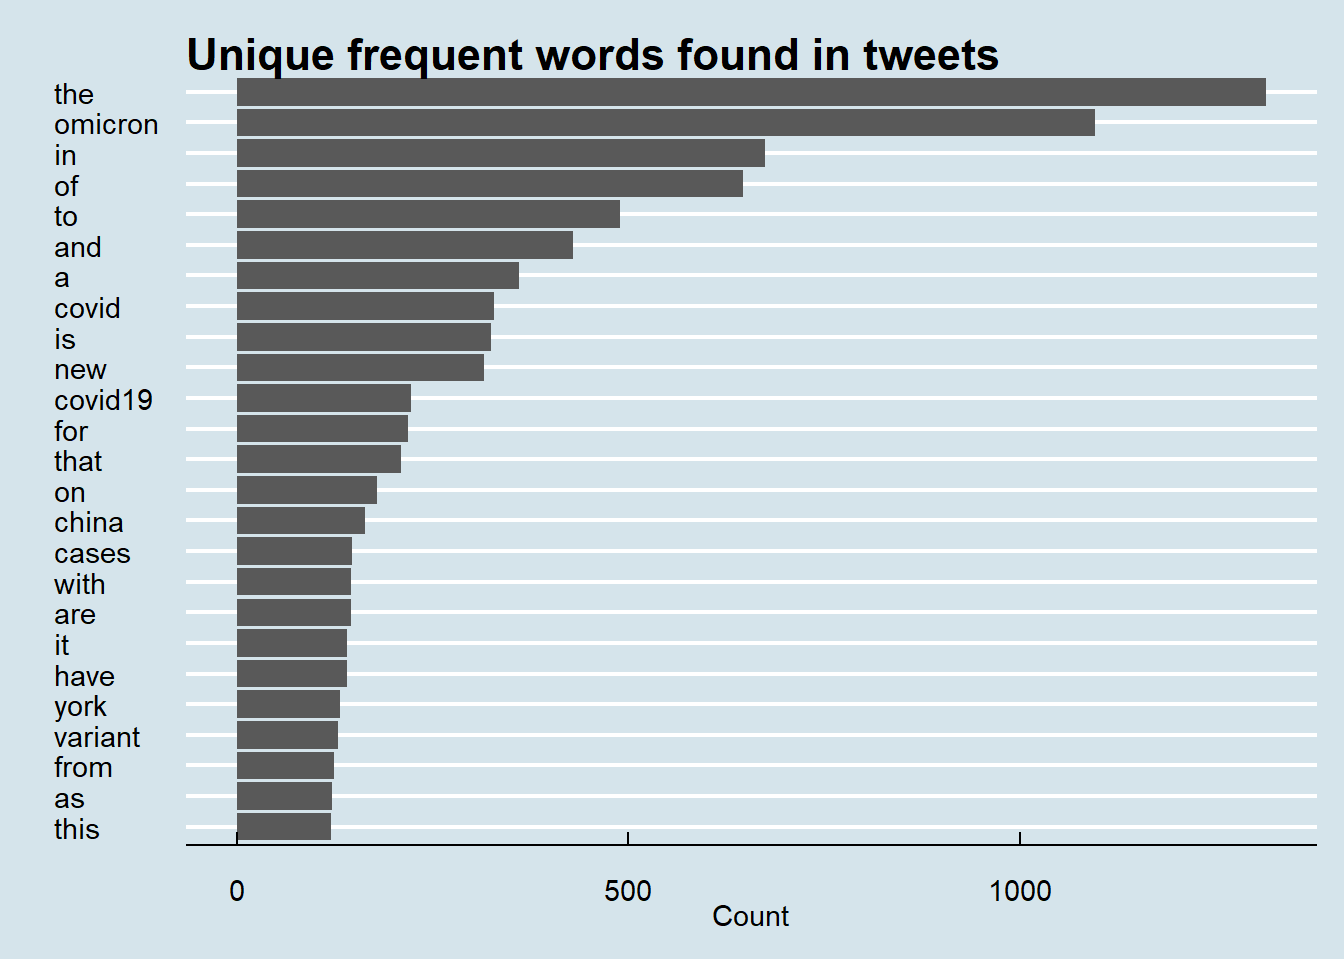 Unique frequent words found in tweets
the
omicron
in
of
to
and
a
covid
is
new
covid19
for
that
on
china
cases
with
are
it
have
york
variant
from
as
this
0 500 1000
Count